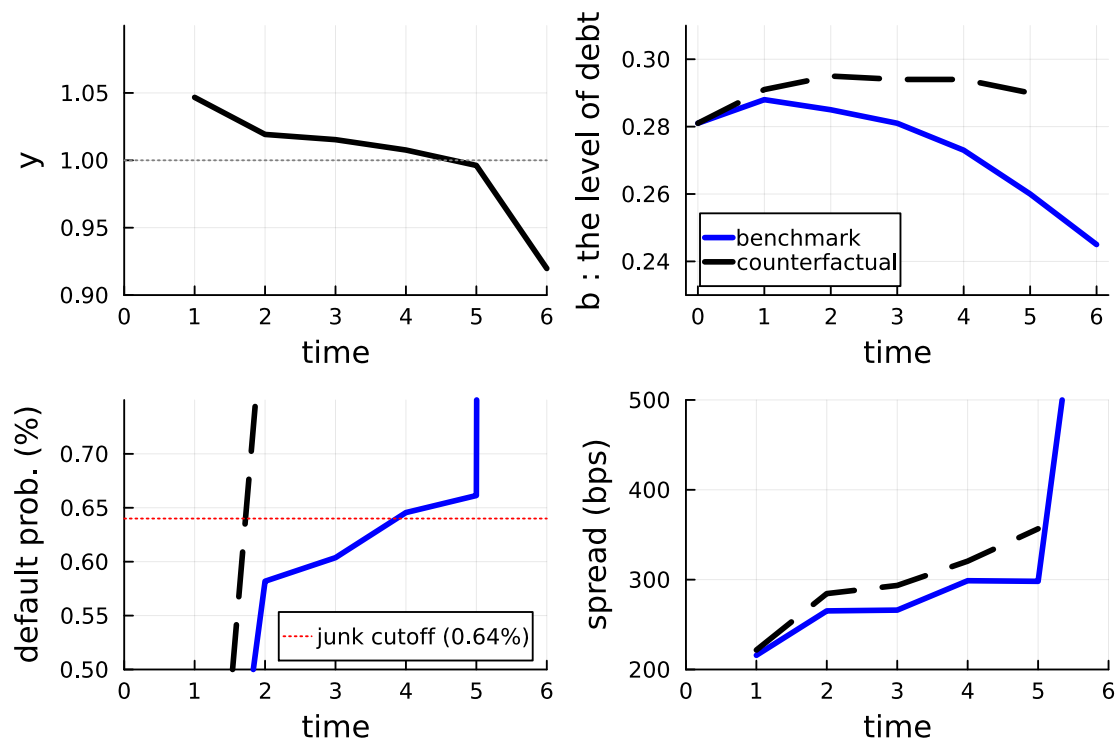 y
1.05
1.00
0.95
0.90
0 1 2 3 4 5 6
time
b : the level of debt
0.30
0.28
0.26
0.24
benchmark
counterfactual
0 1 2 3 4 5 6
time
default prob. (%)
0.70
0.65
0.60
0.55
0.50
junk cutoff (0.64%)
0 1 2 3 4 5 6
time
spread (bps)
500
400
300
200
0 1 2 3 4 5 6
time